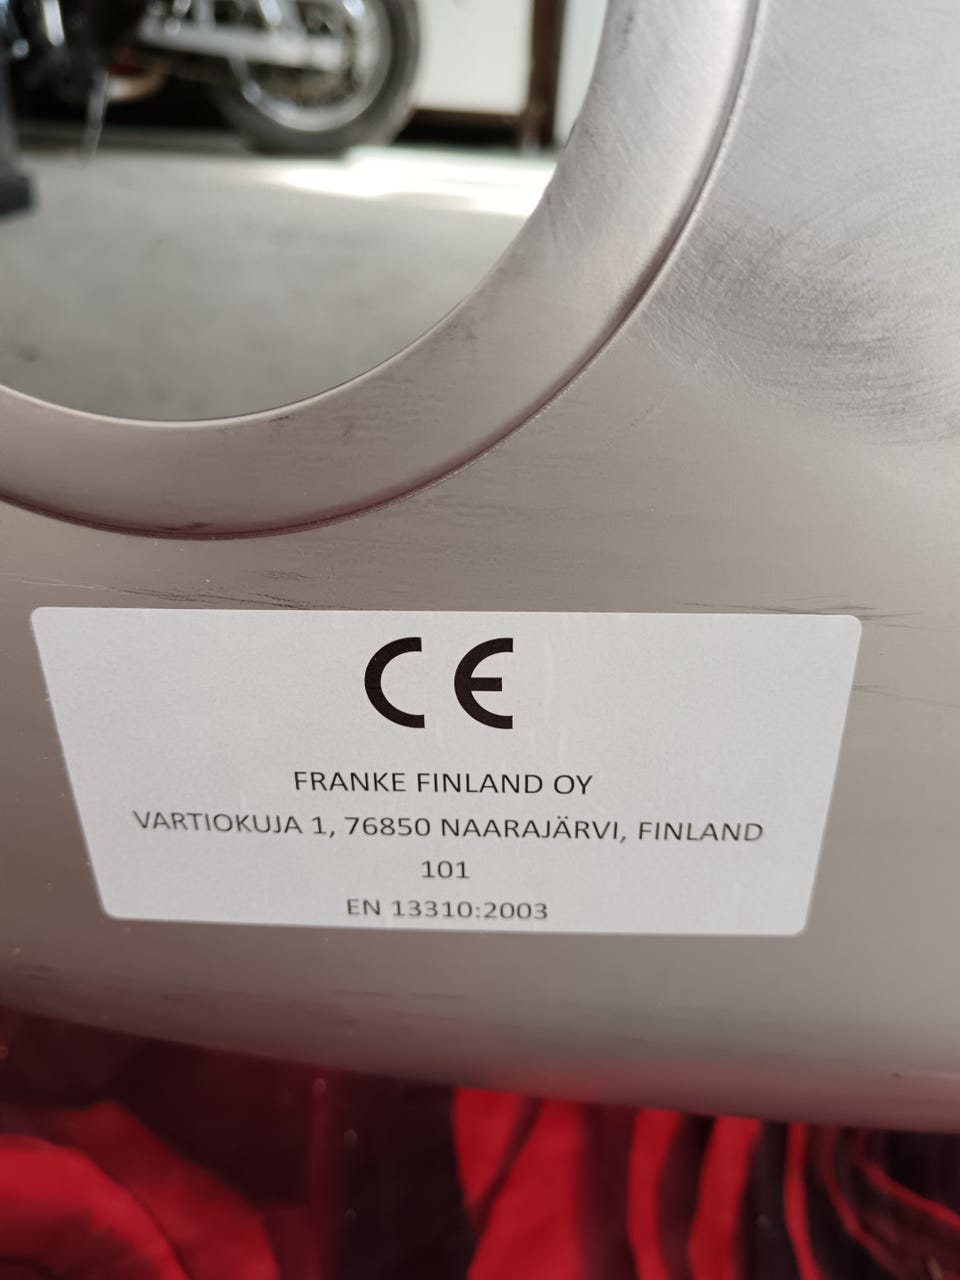 CE
FRANKE FINLAND OY
VARTIOKUJA 1, 76850 NAARAJÄRVI, FINLAND
101
EN 13310:2003